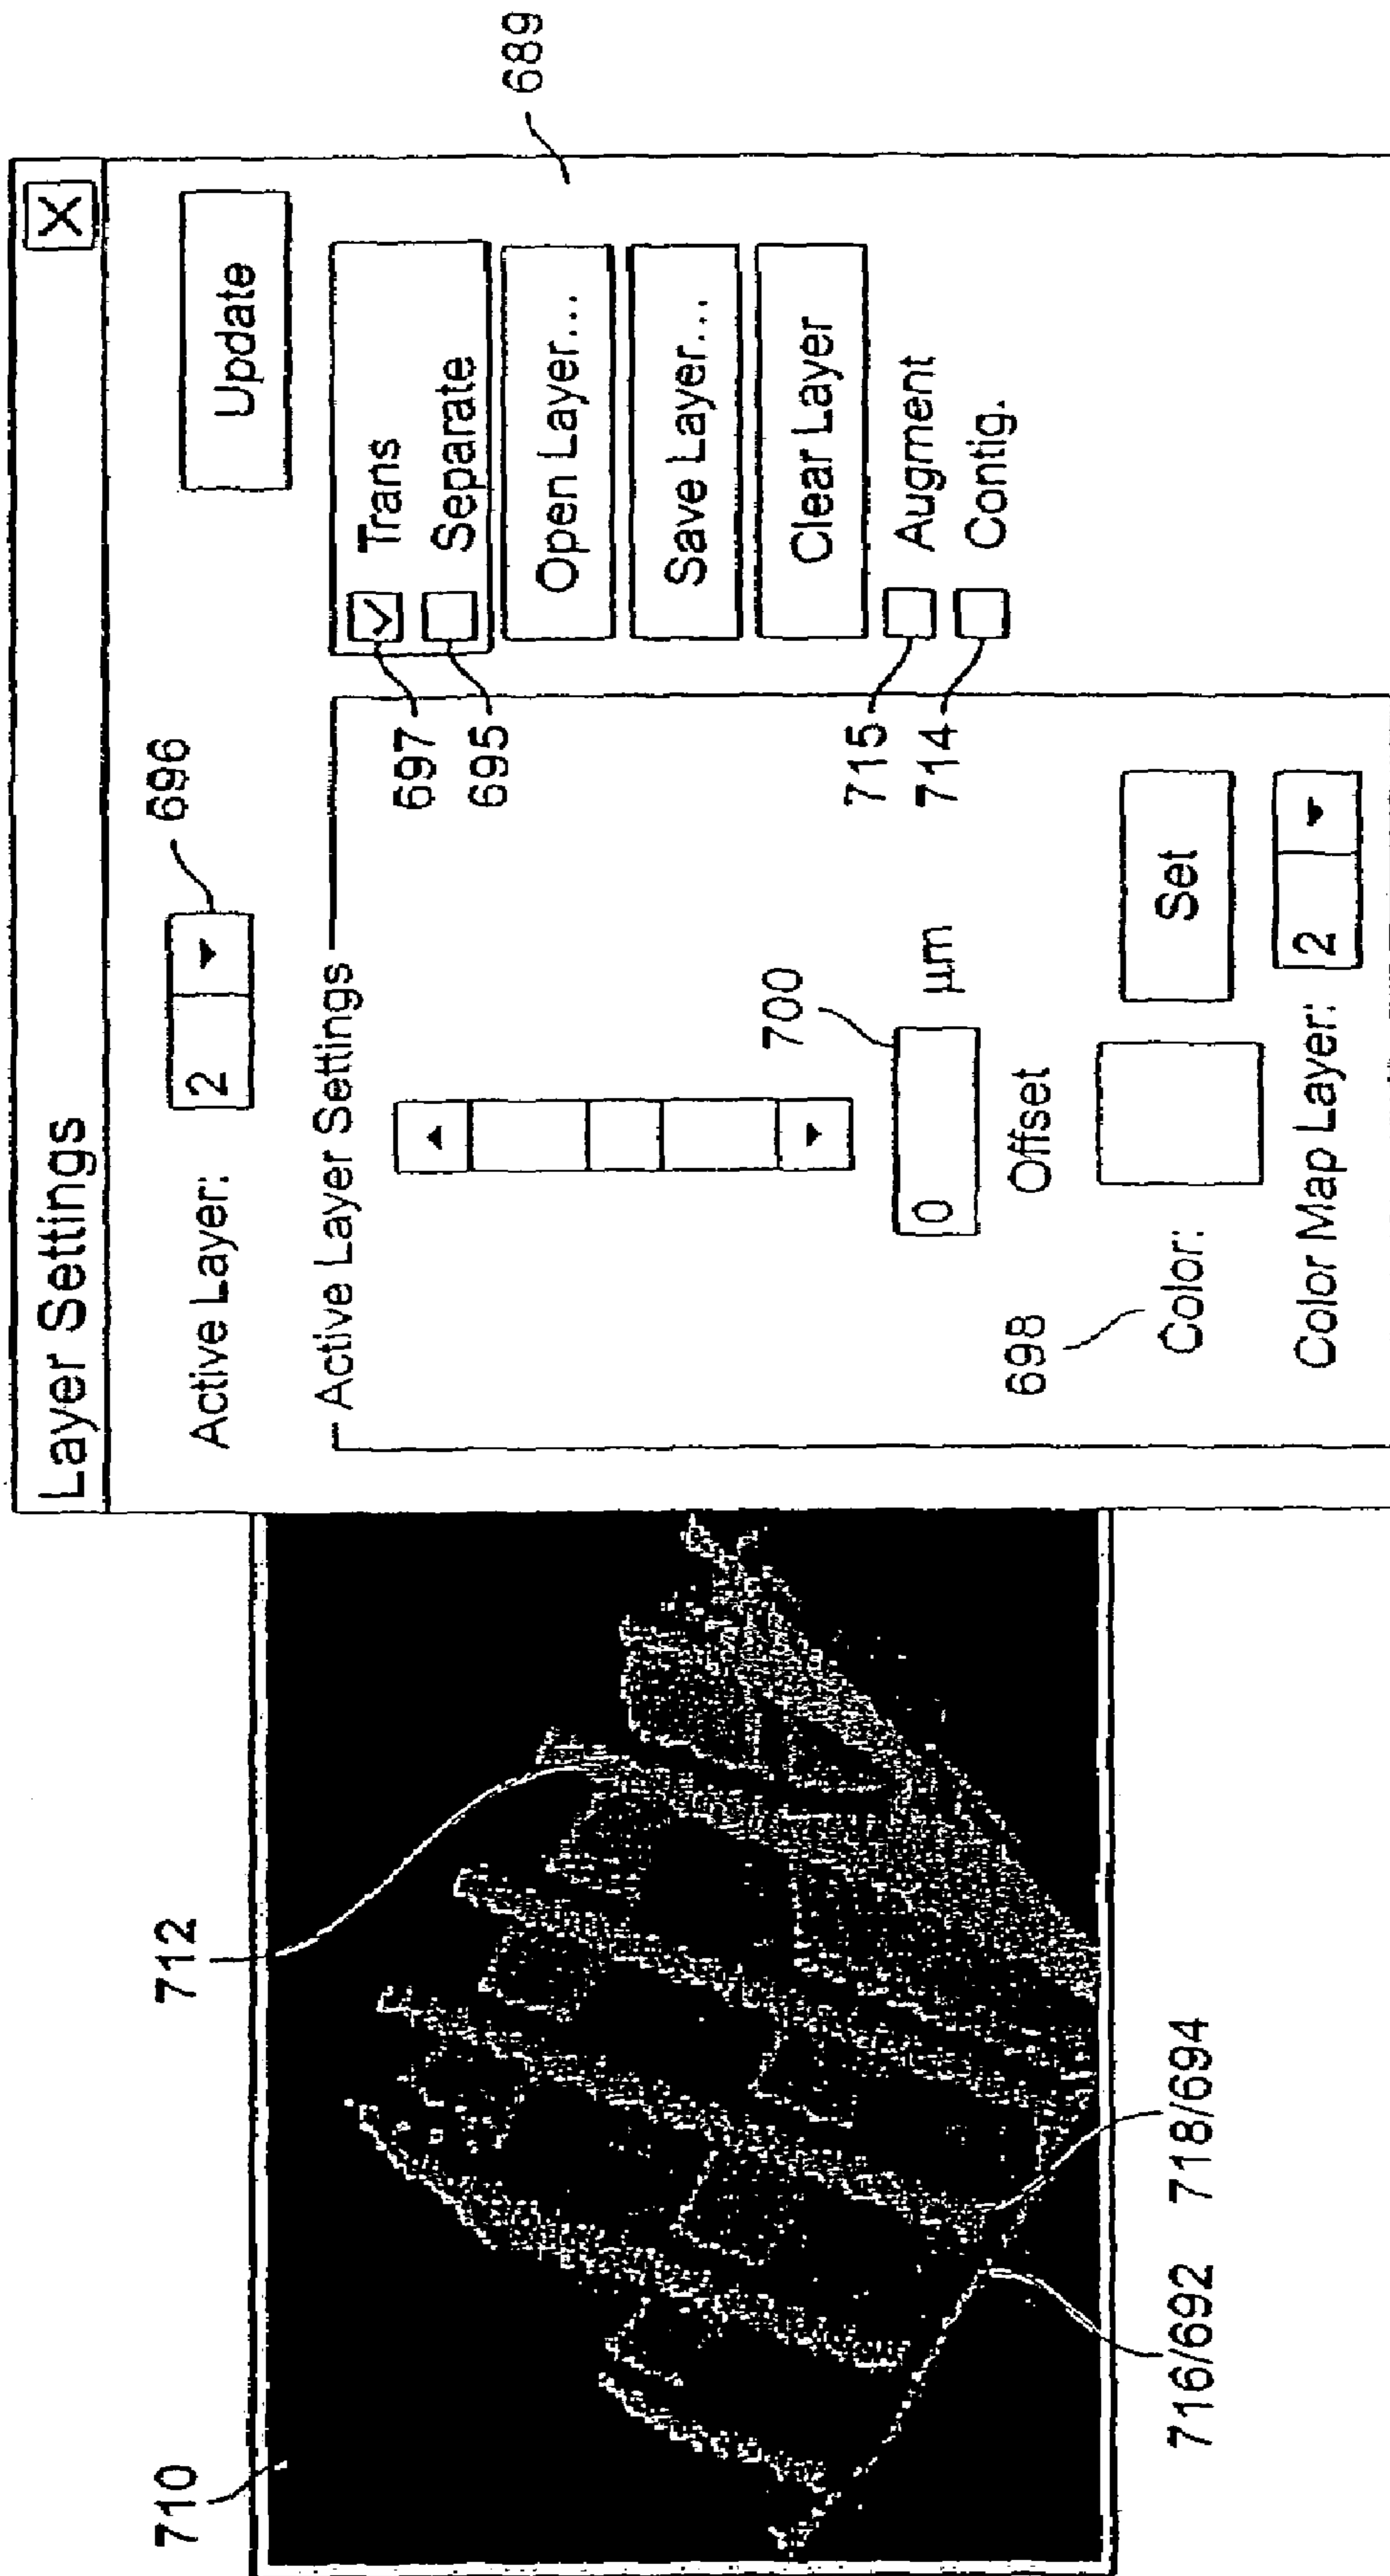 Layer Settings
X
Active Layer:
2
696
Update
Active Layer Settings
697
Trans
695
Separate
Open Layer...
689
Save Layer...
Clear Layer
700
0
µm
Offset
715
Augment
714
Contig.
698
Color:
Set
Color Map Layer:
2
710
712
716/692
718/694